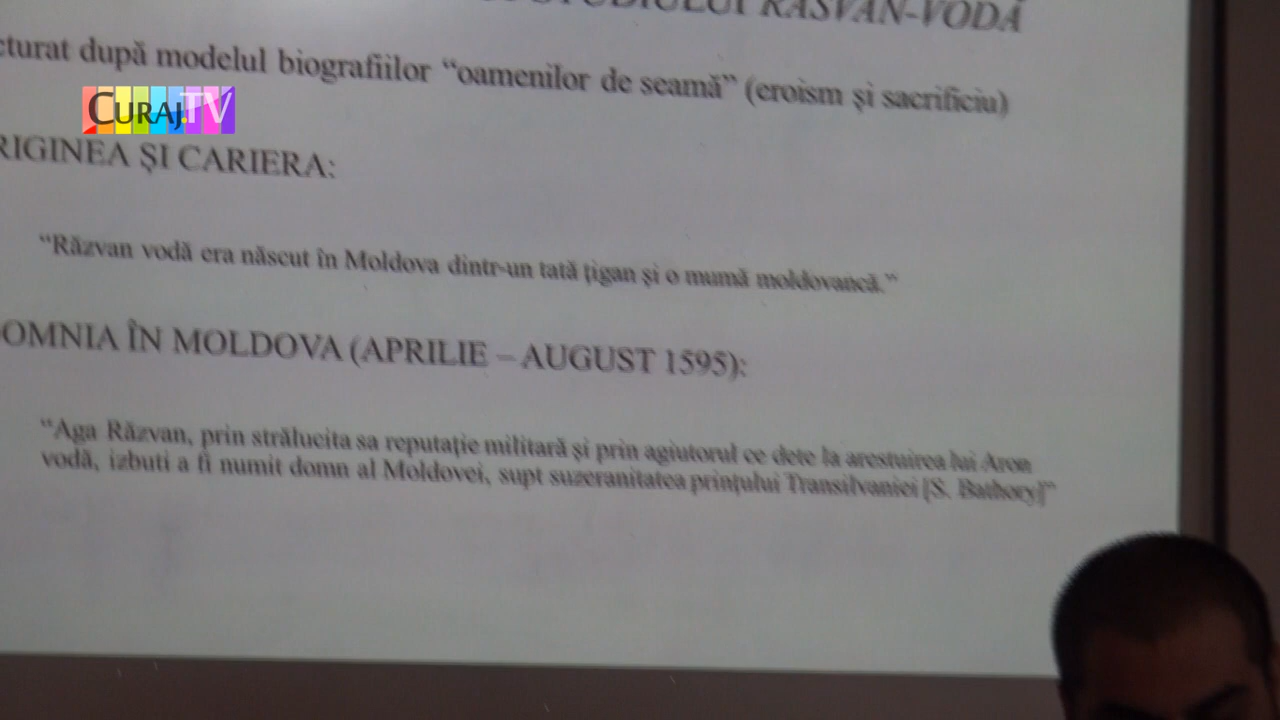 STUDIULUI RĂSVAN-VODĂ
cturat după modelul biografiilor “oamenilor de seamă” (eroism și sacrificiu)
CURAJ.TV
RIGINEA ȘI CARIERA:
“Răzvan vodă era născut în Moldova dintr-un tată țigan și o mumă moldovancă.”
OMNIA ÎN MOLDOVA (APRILIE – AUGUST 1595):
“Aga Răzvan, prin strălucita sa reputație militară și prin agiutorul ce dete la arestuirea lui Aron
vodă, izbuti a fi numit domn al Moldovei, supt suzeranitatea prințului Transilvaniei [S. Bathory]”